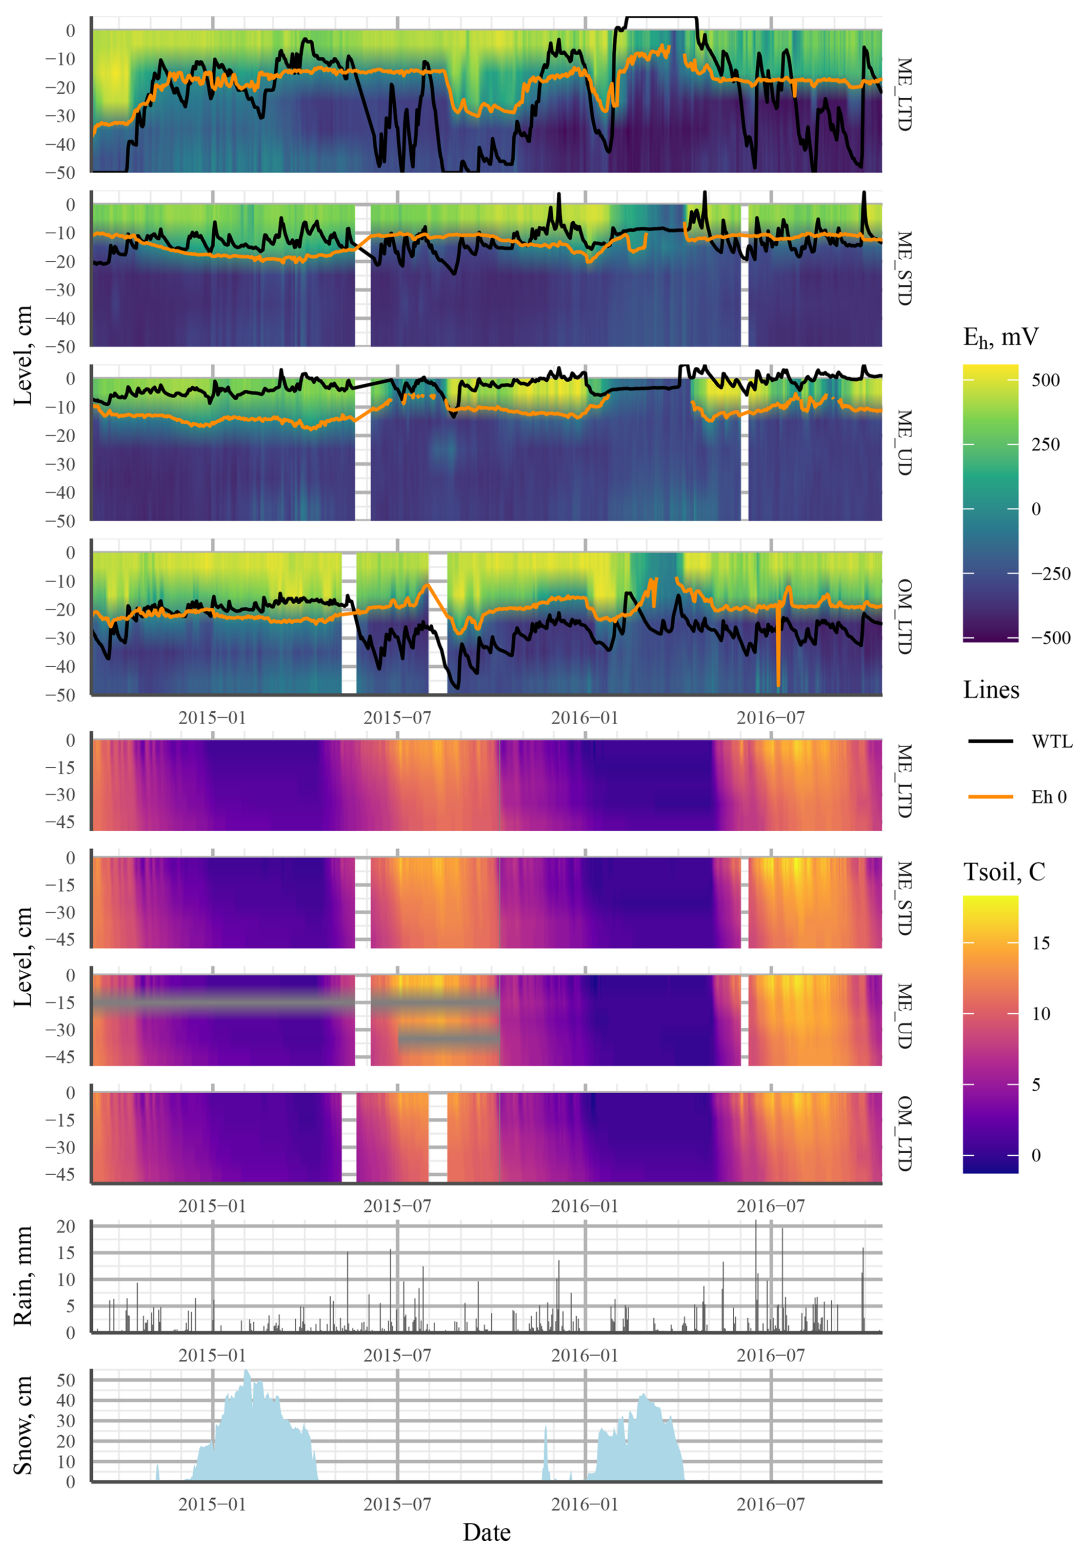 0
−10
−20
−30
−40
−50
ME_LTD
0
−10
−20
−30
−40
−50
ME_STD
Level, cm
0
−10
−20
−30
−40
−50
ME_UD
0
−10
−20
−30
−40
−50
OM_LTD
2015−01 2015−07 2016−01 2016−07
Eh, mV
500
250
0
−250
−500
Lines
WTL
Eh 0
0
−15
−30
−45
ME_LTD
0
−15
−30
−45
ME_STD
Level, cm
0
−15
−30
−45
ME_UD
0
−15
−30
−45
OM_LTD
2015−01 2015−07 2016−01 2016−07
Tsoil, C
15
10
5
0
Rain, mm
20
15
10
5
0
2015−01 2015−07 2016−01 2016−07
Snow, cm
50
40
30
20
10
0
2015−01 2015−07 2016−01 2016−07
Date